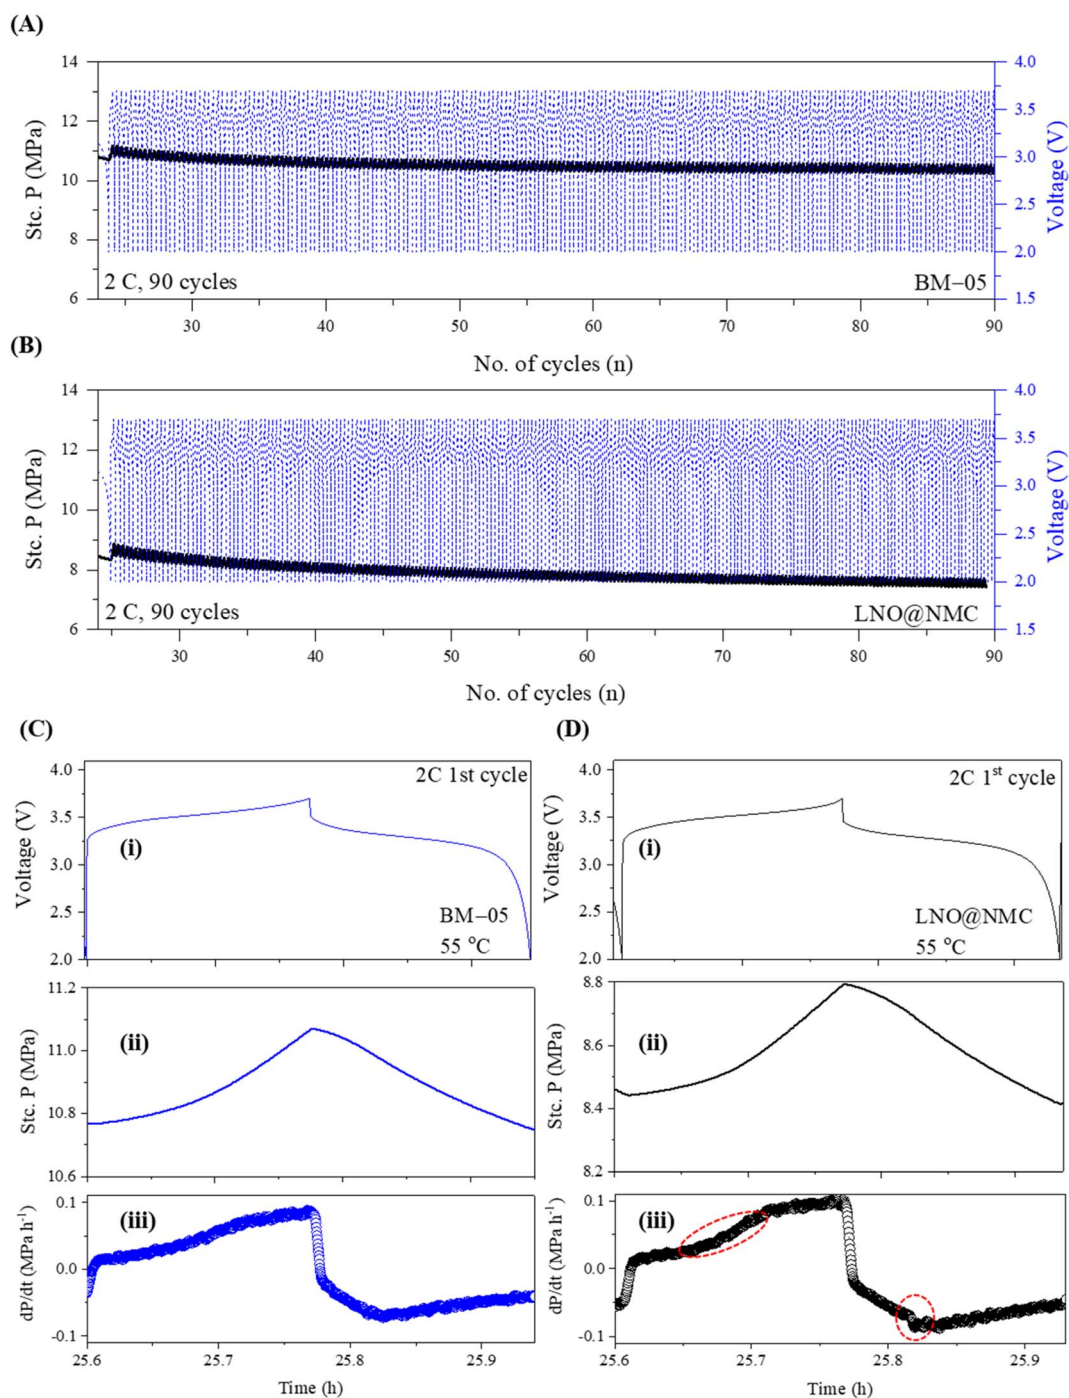 (A)
14
12
10
8
6
Stc. P (MPa)
4.0
3.5
3.0
2.5
2.0
1.5
Voltage (V)
2 C, 90 cycles
BM−05
30 40 50 60 70 80 90
No. of cycles (n)
(B)
14
12
10
8
6
Stc. P (MPa)
4.0
3.5
3.0
2.5
2.0
1.5
Voltage (V)
2 C, 90 cycles
LNO@NMC
30 40 50 60 70 80 90
No. of cycles (n)
(C)
4.0
3.5
3.0
2.5
2.0
Voltage (V)
2C 1st cycle
(i)
BM−05
55 °C
11.2
11.0
10.8
10.6
Stc. P (MPa)
(ii)
0.1
0.0
-0.1
dP/dt (MPa h⁻¹)
(iii)
25.6 25.7 25.8 25.9
Time (h)
(D)
4.0
3.5
3.0
2.5
2.0
Voltage (V)
2C 1ˢᵗ cycle
(i)
LNO@NMC
55 °C
8.8
8.6
8.4
8.2
Stc. P (MPa)
(ii)
0.1
0.0
-0.1
dP/dt (MPa h⁻¹)
(iii)
25.6 25.7 25.8 25.9
Time (h)